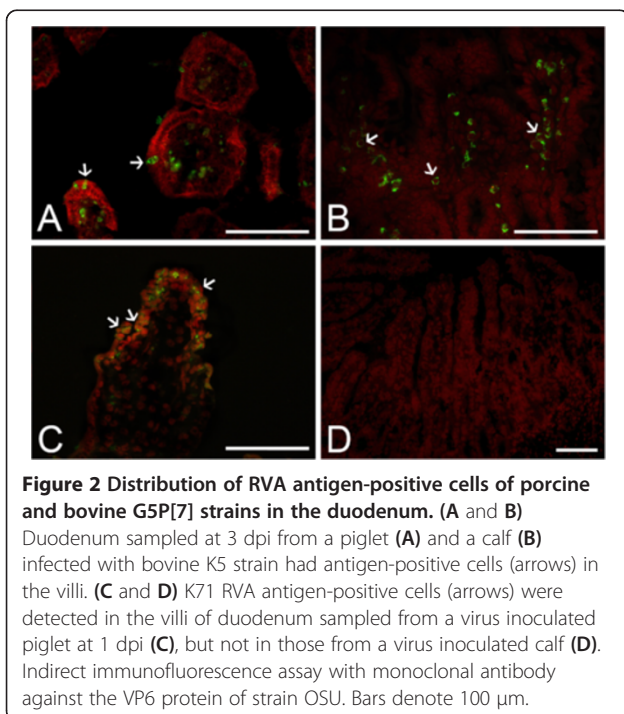 A
B
C
D
Figure 2 Distribution of RVA antigen-positive cells of porcine
and bovine G5P[7] strains in the duodenum. (A and B)
Duodenum sampled at 3 dpi from a piglet (A) and a calf (B)
infected with bovine K5 strain had antigen-positive cells (arrows) in
the villi. (C and D) K71 RVA antigen-positive cells (arrows) were
detected in the villi of duodenum sampled from a virus inoculated
piglet at 1 dpi (C), but not in those from a virus inoculated calf (D).
Indirect immunofluorescence assay with monoclonal antibody
against the VP6 protein of strain OSU. Bars denote 100 μm.